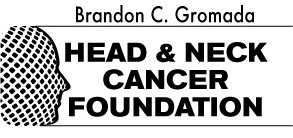 Brandon C. Gromada
HEAD & NECK
CANCER
FOUNDATION